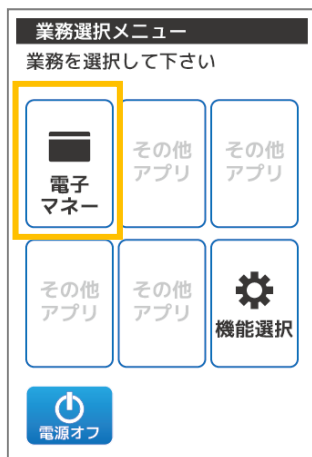 業務選択メニュー
業務を選択して下さい
電子
マネー
その他
アプリ
その他
アプリ
その他
アプリ
その他
アプリ
機能選択
電源オフ